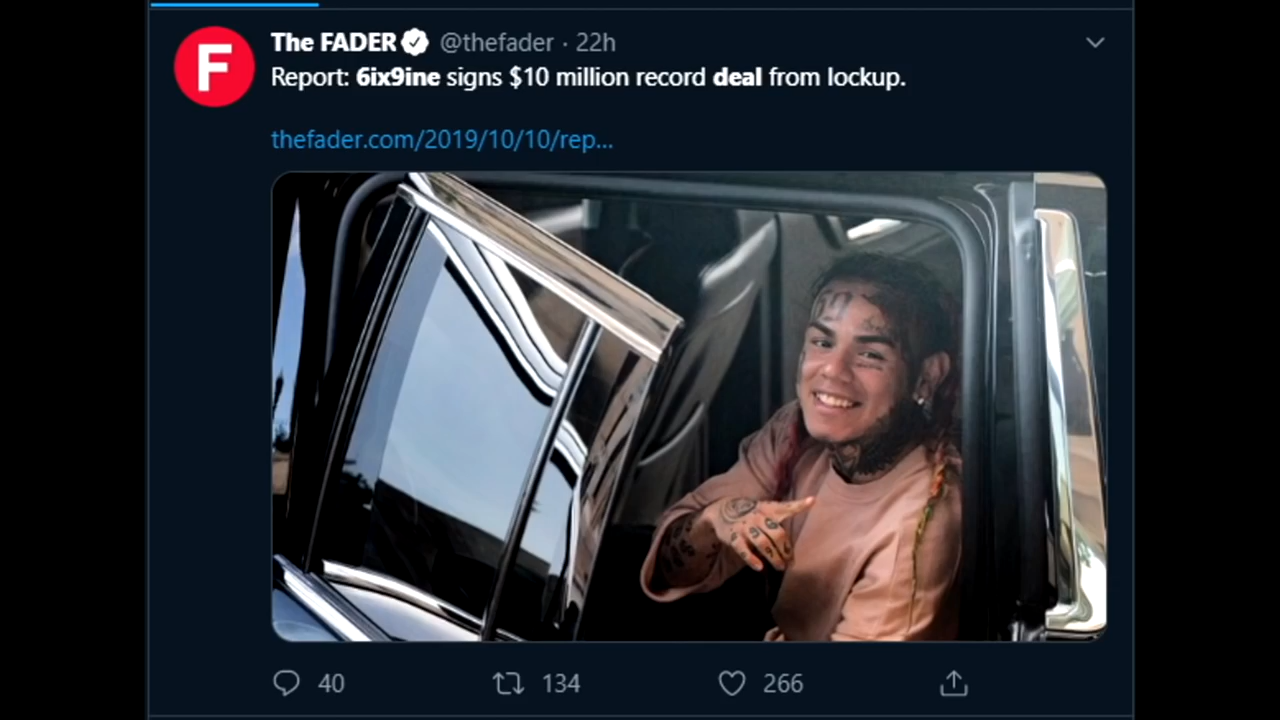 F
The FADER @thefader · 22h
Report: 6ix9ine signs $10 million record deal from lockup.
thefader.com/2019/10/10/rep...
40 134 266